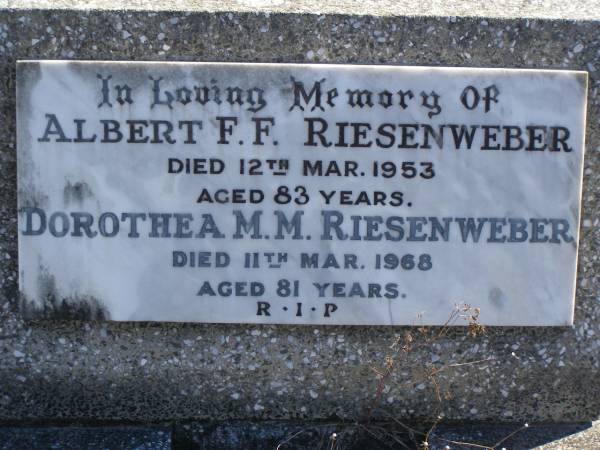 In Loving Memory Of
ALBERT F. F. RIESENWEBER
DIED 12TH MAR. 1953
AGED 83 YEARS.
DOROTHEA M. M. RIESENWEBER
DIED 11TH MAR. 1968
AGED 81 YEARS.
R · I · P